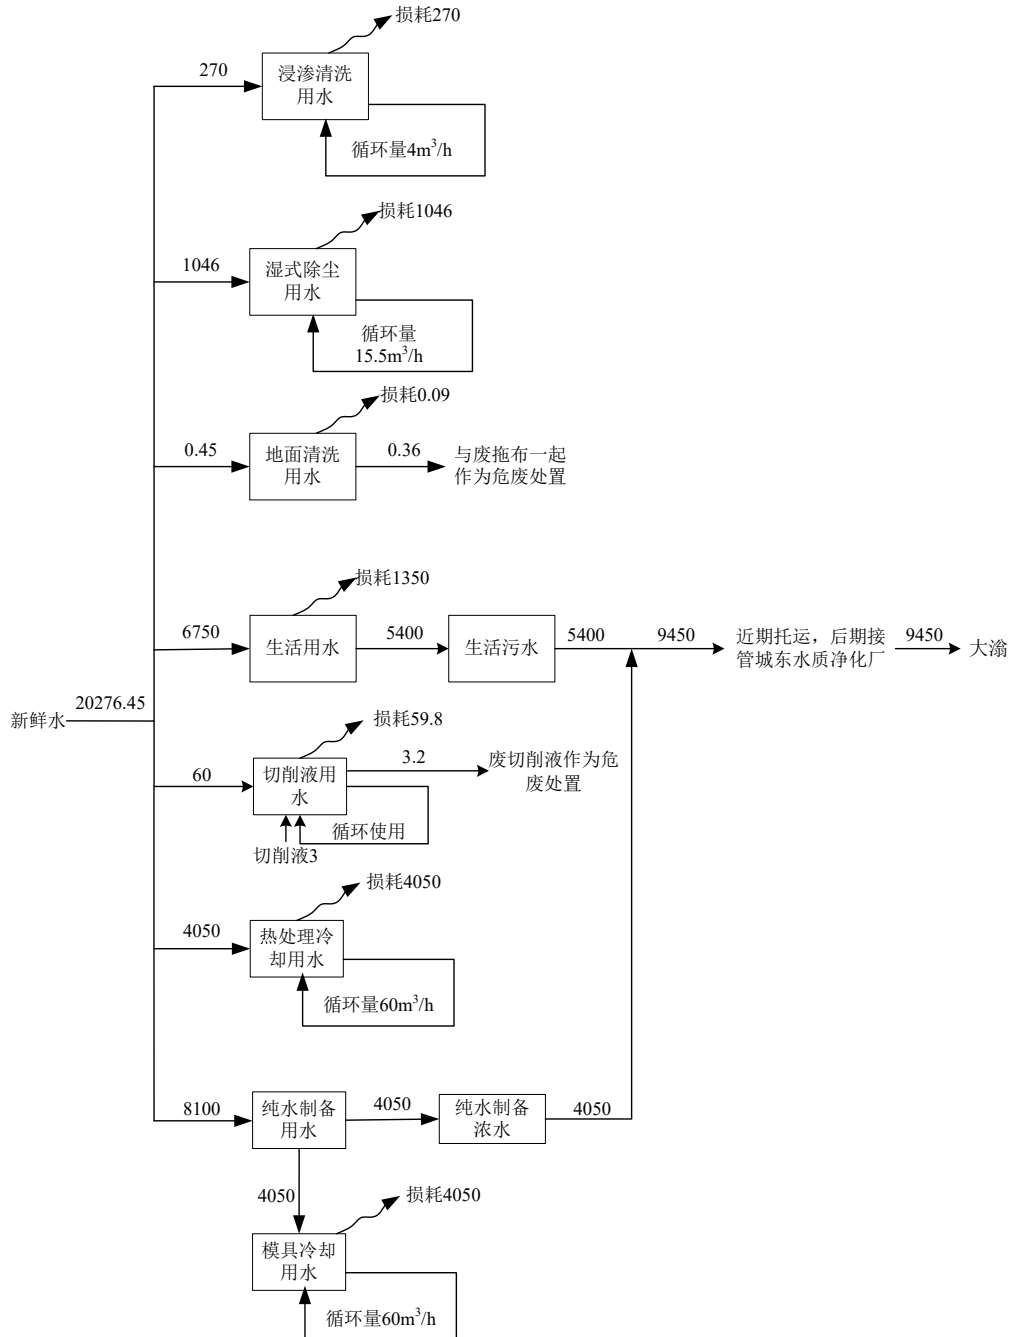 损耗270
270
浸渗清洗
用水
循环量4m³/h
损耗1046
1046
湿式除尘
用水
循环量
15.5m³/h
损耗0.09
0.45
地面清洗
用水
0.36
与废拖布一起
作为危废处置
损耗1350
6750
生活用水
5400
生活污水
5400
9450
近期托运，后期接
管城东水质净化厂
9450
大滃
新鲜水
20276.45
损耗59.8
60
切削液用
水
3.2
废切削液作为危
废处置
循环使用
切削液3
损耗4050
4050
热处理冷
却用水
循环量60m³/h
8100
纯水制备
用水
4050
纯水制备
浓水
4050
4050
损耗4050
模具冷却
用水
循环量60m³/h